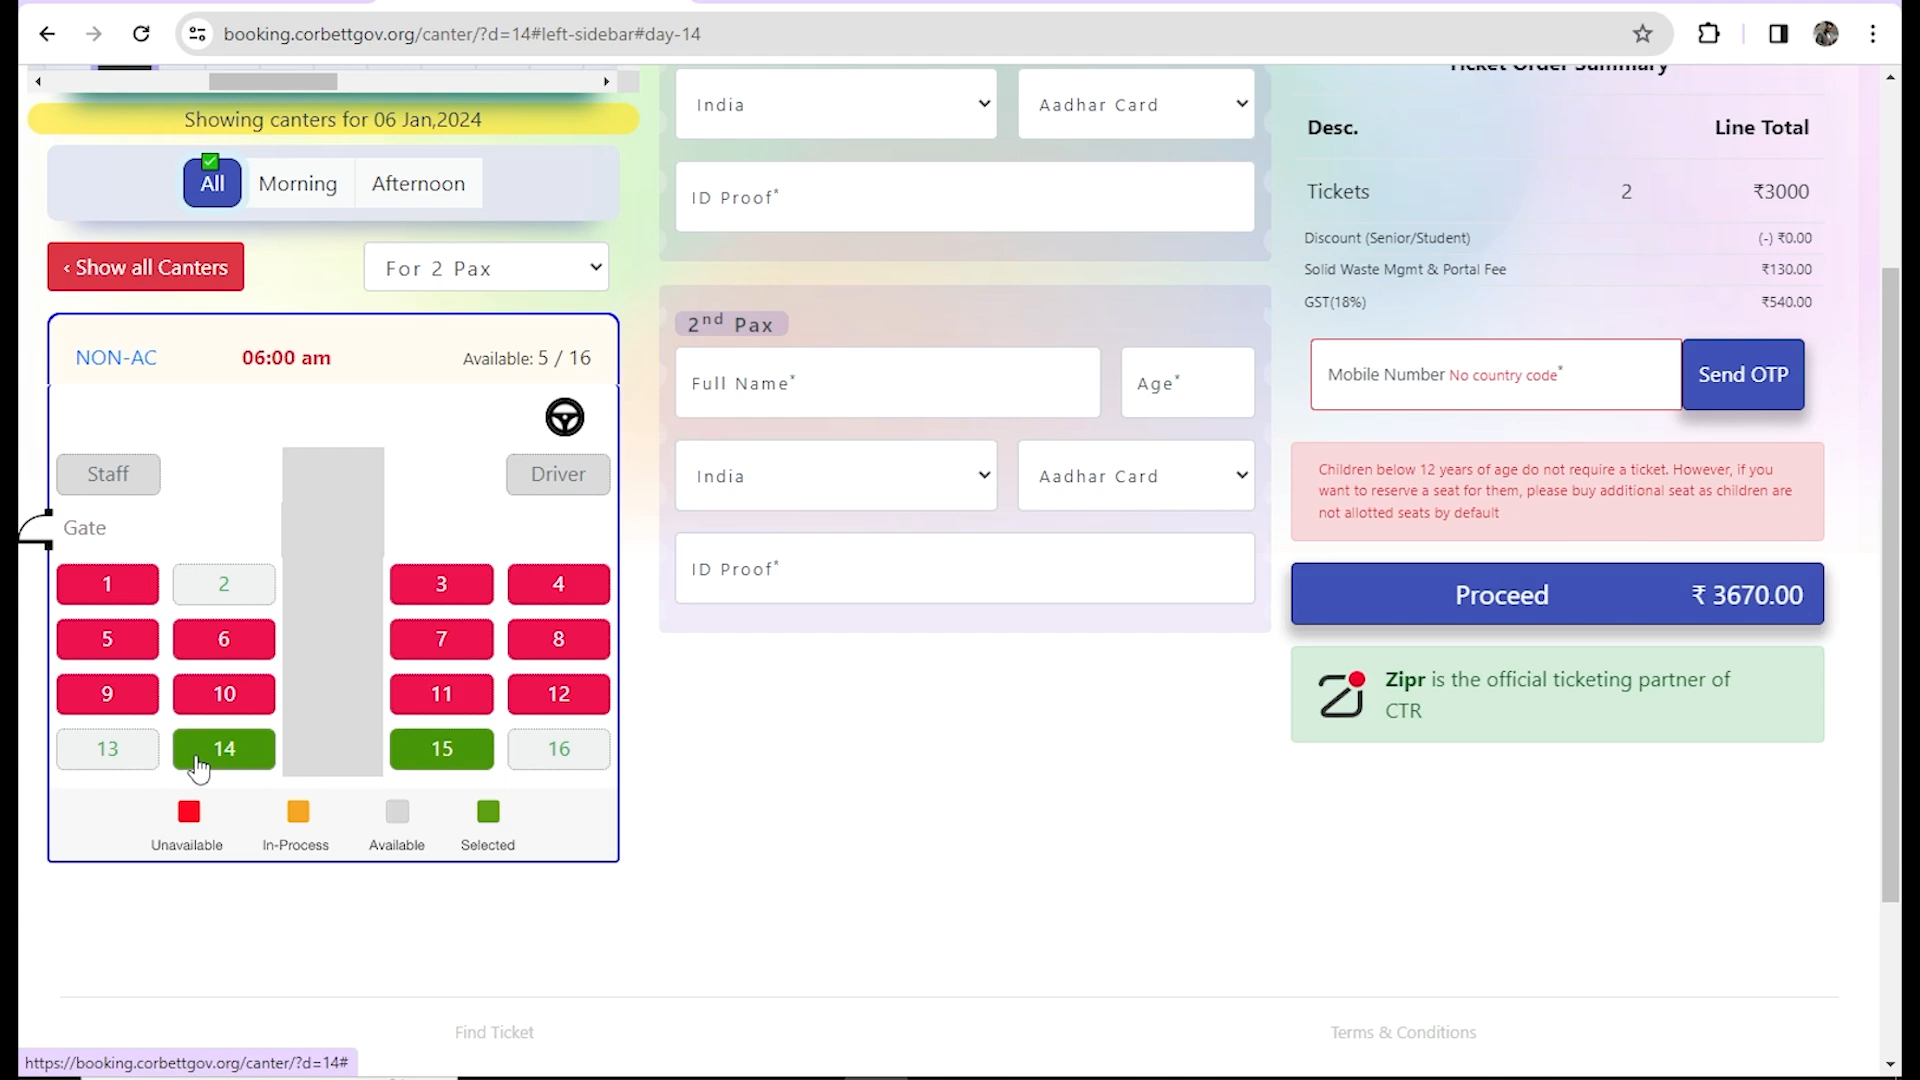 booking.corbettgov.org/canter/?d=14#left-sidebar#day-14
Showing canters for 06 Jan,2024
All
Morning
Afternoon
‹ Show all Canters
For 2 Pax
NON-AC
06:00 am
Available: 5 / 16
Staff
Driver
Gate
1 2 3 4
5 6 7 8
9 10 11 12
13 14 15 16
Unavailable
In-Process
Available
Selected
India
Aadhar Card
ID Proof*
2nd Pax
Full Name*
Age*
India
Aadhar Card
ID Proof*
Ticket Order Summary
Desc. Line Total
Tickets 2 ₹3000
Discount (Senior/Student) (-) ₹0.00
Solid Waste Mgmt & Portal Fee ₹130.00
GST(18%) ₹540.00
Mobile Number No country code*
Send OTP
Children below 12 years of age do not require a ticket. However, if you
want to reserve a seat for them, please buy additional seat as children are
not allotted seats by default
Proceed ₹ 3670.00
Zipr is the official ticketing partner of
CTR
Find Ticket
Terms & Conditions
https://booking.corbettgov.org/canter/?d=14#